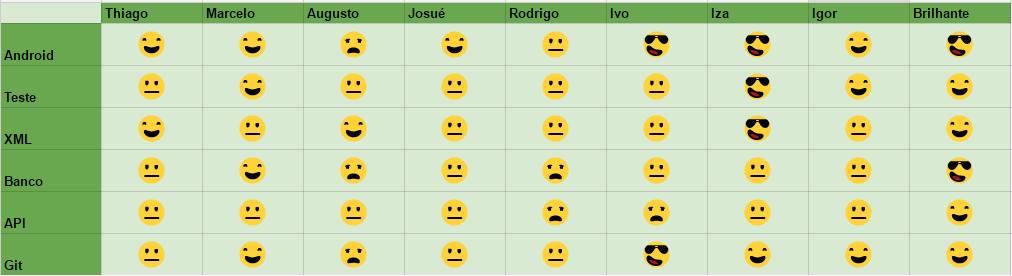 Thiago Marcelo Augusto Josué Rodrigo Ivo Iza Igor Brilhante
Android
Teste
XML
Banco
API
Git